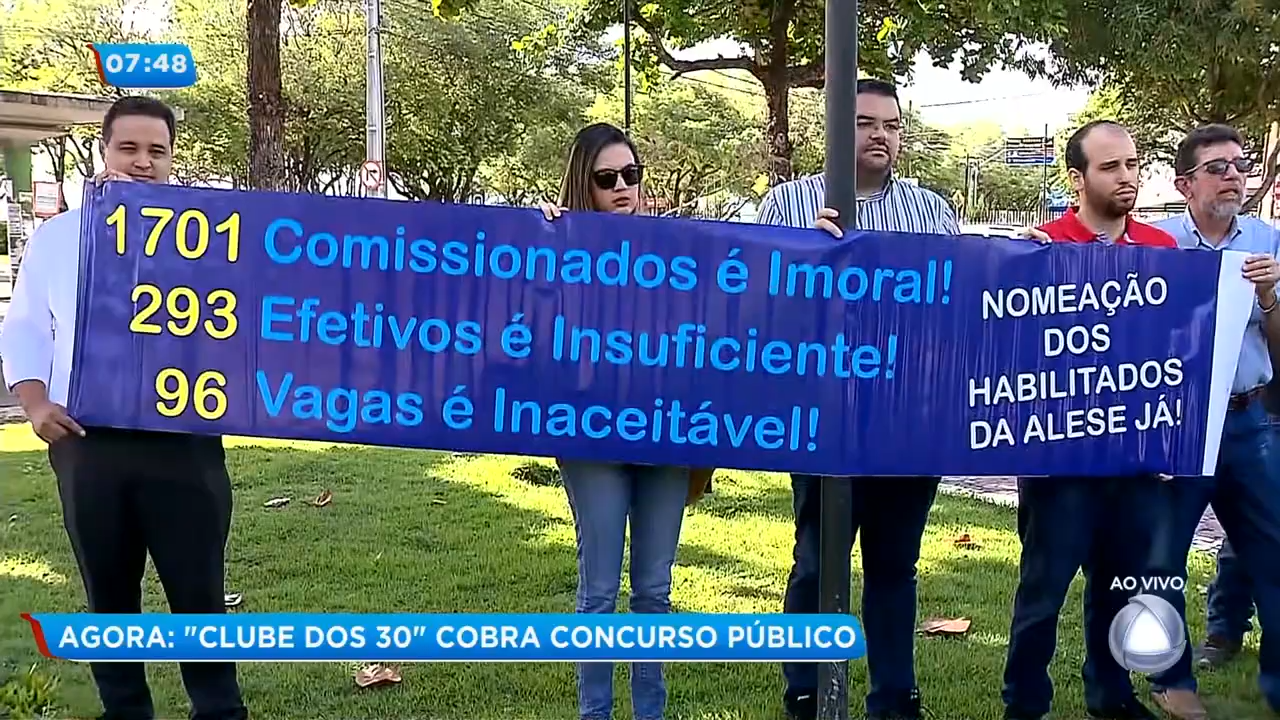 07:48
1701 Comissionados é Imoral!
293 Efetivos é Insuficiente!
96 Vagas é Inaceitável!
NOMEAÇÃO
DOS
HABILITADOS
DA ALESE JÁ!
AO VIVO
AGORA: "CLUBE DOS 30" COBRA CONCURSO PÚBLICO